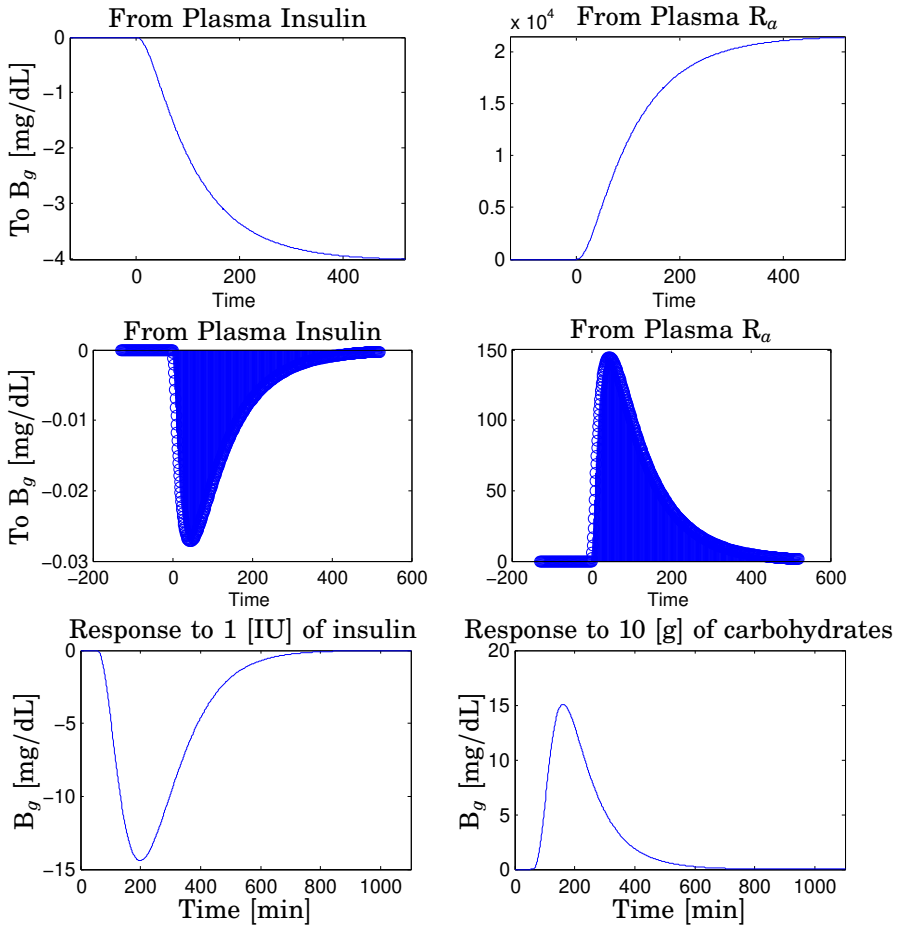 From Plasma Insulin
To B_g [mg/dL]
0
−1
−2
−3
−4
0 200 400
Time
From Plasma R_a
x 10^4
2
1.5
1
0.5
0
0 200 400
Time
From Plasma Insulin
To B_g [mg/dL]
0
−0.01
−0.02
−0.03
−200 0 200 400 600
Time
From Plasma R_a
150
100
50
0
−200 0 200 400 600
Time
Response to 1 [IU] of insulin
B_g [mg/dL]
0
−5
−10
−15
0 200 400 600 800 1000
Time [min]
Response to 10 [g] of carbohydrates
B_g [mg/dL]
20
15
10
5
0
0 200 400 600 800 1000
Time [min]